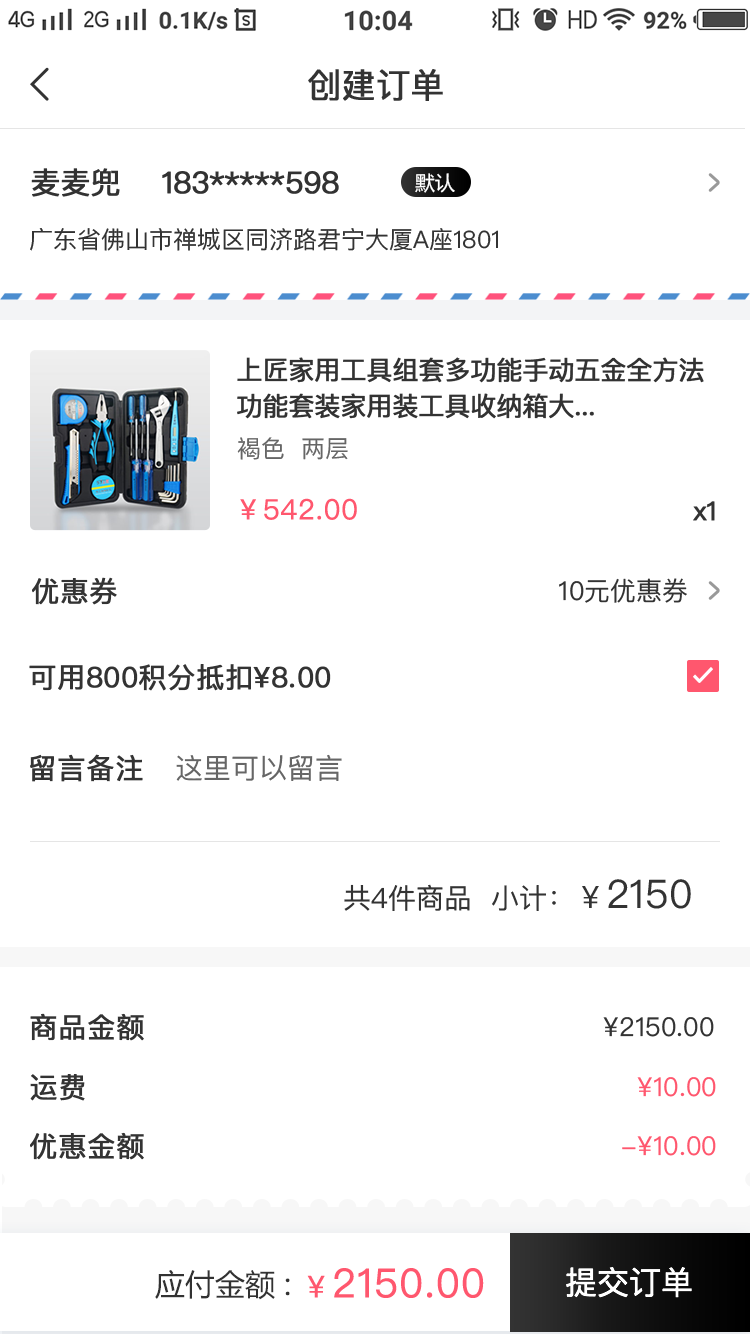 4G 2G 0.1K/s S 10:04 HD 92%
创建订单
麦麦兜 183*****598 默认
广东省佛山市禅城区同济路君宁大厦A座1801
上匠家用工具组套多功能手动五金全方法
功能套装家用装工具收纳箱大...
褐色 两层
¥542.00 x1
优惠券 10元优惠券
可用800积分抵扣¥8.00
留言备注 这里可以留言
共4件商品 小计：¥2150
商品金额 ¥2150.00
运费 ¥10.00
优惠金额 –¥10.00
应付金额：¥2150.00 提交订单